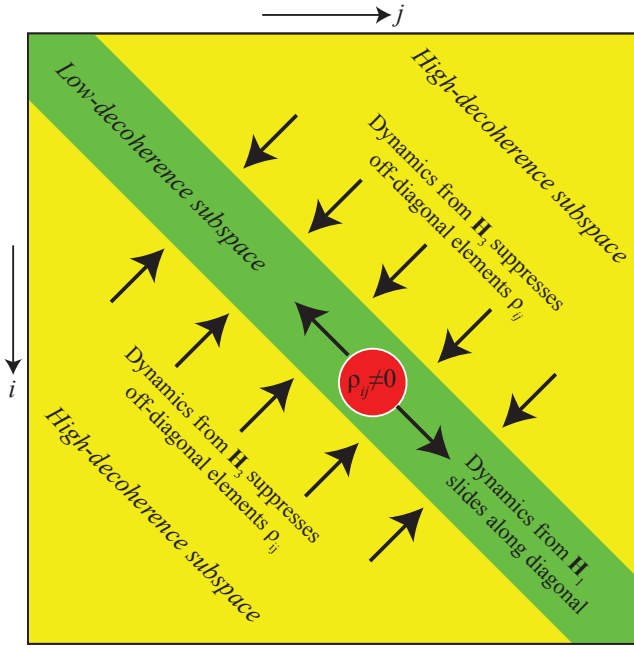 j
Low-decoherence subspace
High-decoherence subspace
Dynamics from H₃ suppresses
off-diagonal elements ρᵢⱼ
i
ρᵢⱼ≠0
Dynamics from H₃ suppresses
off-diagonal elements ρᵢⱼ
High-decoherence subspace
Dynamics from H₁
slides along diagonal